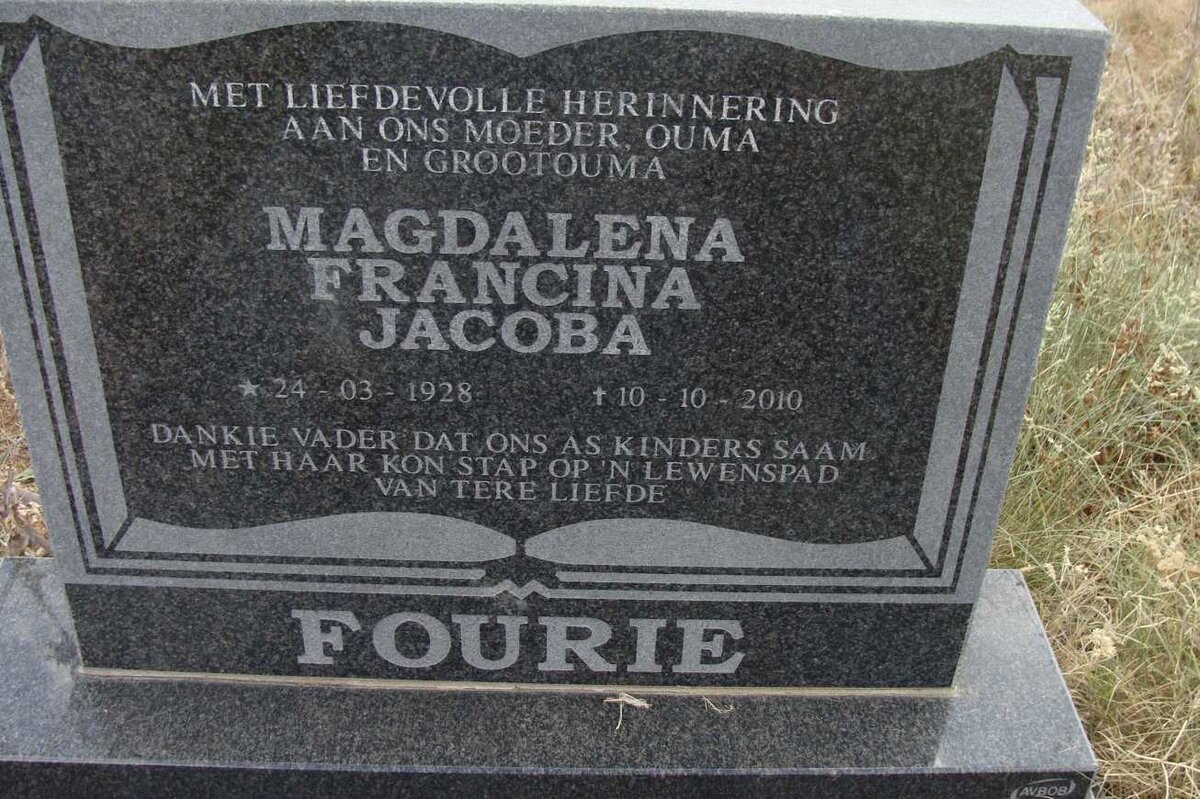 MET LIEFDEVOLLE HERINNERING
AAN ONS MOEDER, OUMA
EN GROOTOUMA
MAGDALENA
FRANCINA
JACOBA
★ 24 - 03 - 1928 ✝ 10 - 10 - 2010
DANKIE VADER DAT ONS AS KINDERS SAAM
MET HAAR KON STAP OP 'N LEWENSPAD
VAN TERE LIEFDE
FOURIE
AVBOB